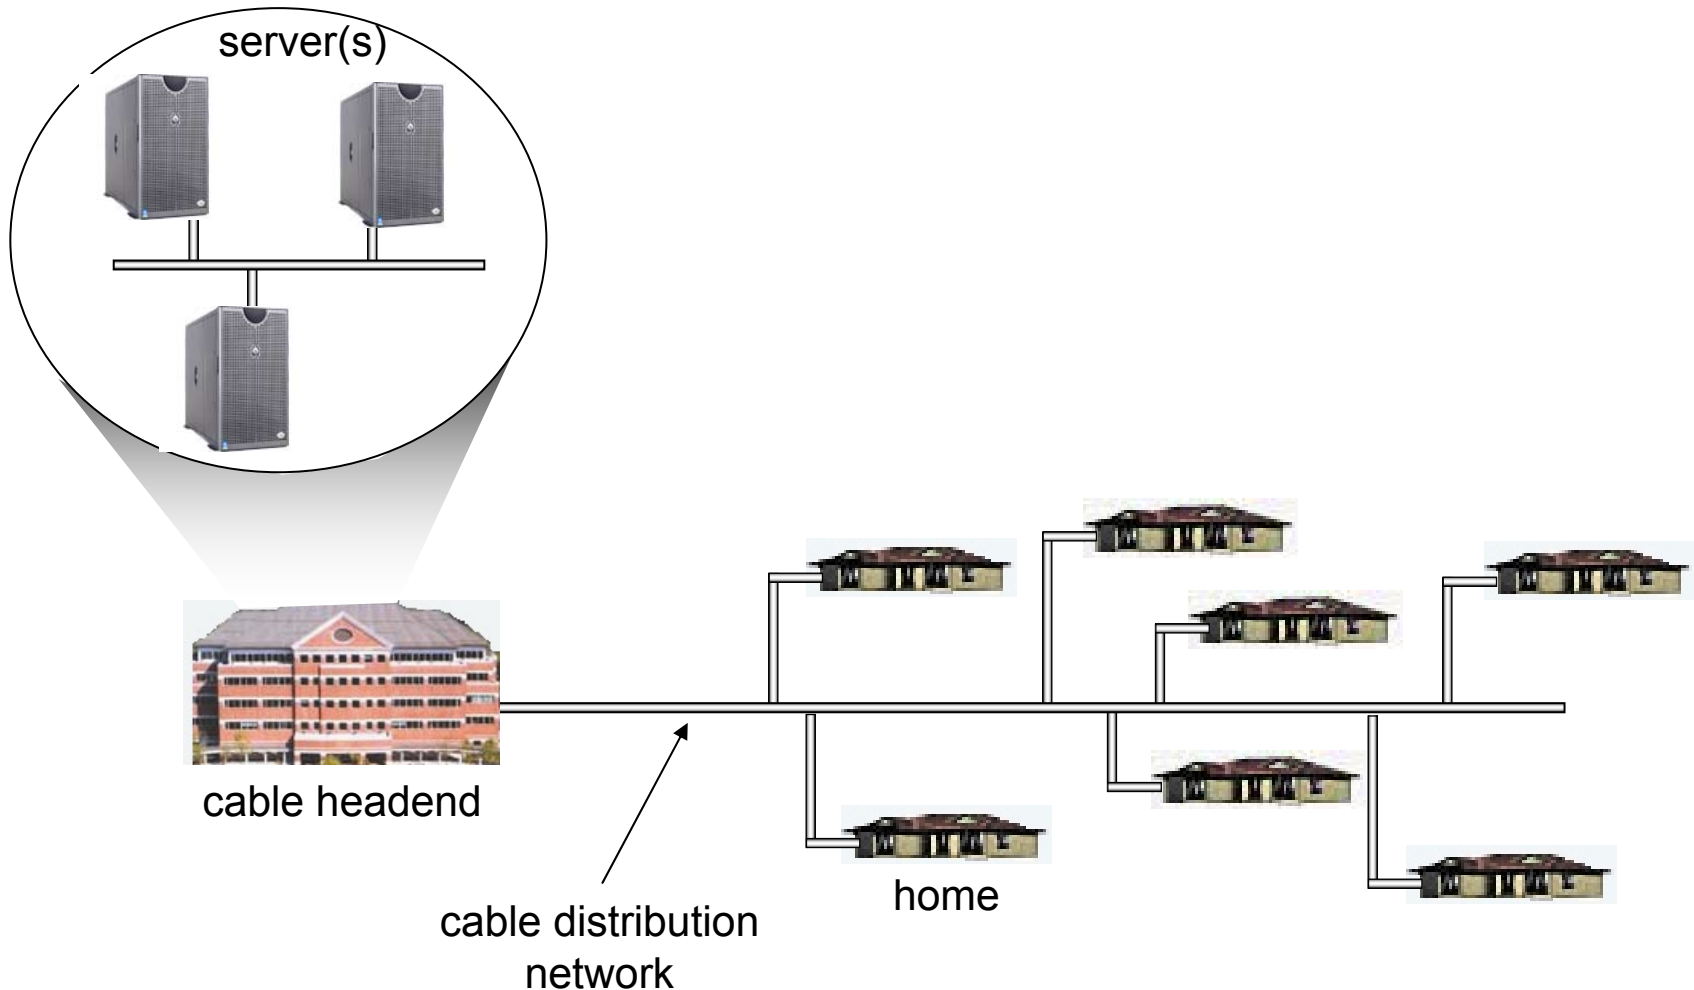 server(s)
cable headend
home
cable distribution
network